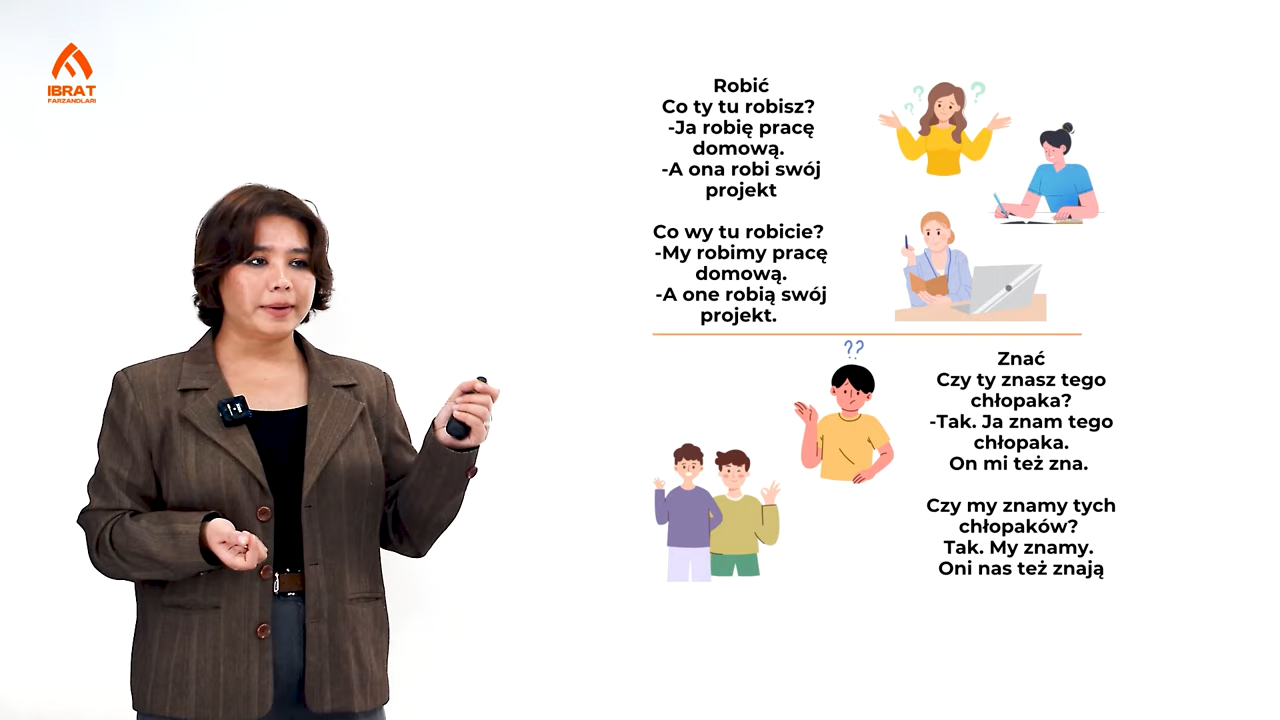 IBRAT
FARZANDLARI
Robić
Co ty tu robisz?
-Ja robię pracę
domową.
-A ona robi swój
projekt
Co wy tu robicie?
-My robimy pracę
domową.
-A one robią swój
projekt.
??
Znać
Czy ty znasz tego
chłopaka?
-Tak. Ja znam tego
chłopaka.
On mi też zna.
Czy my znamy tych
chłopaków?
Tak. My znamy.
Oni nas też znają